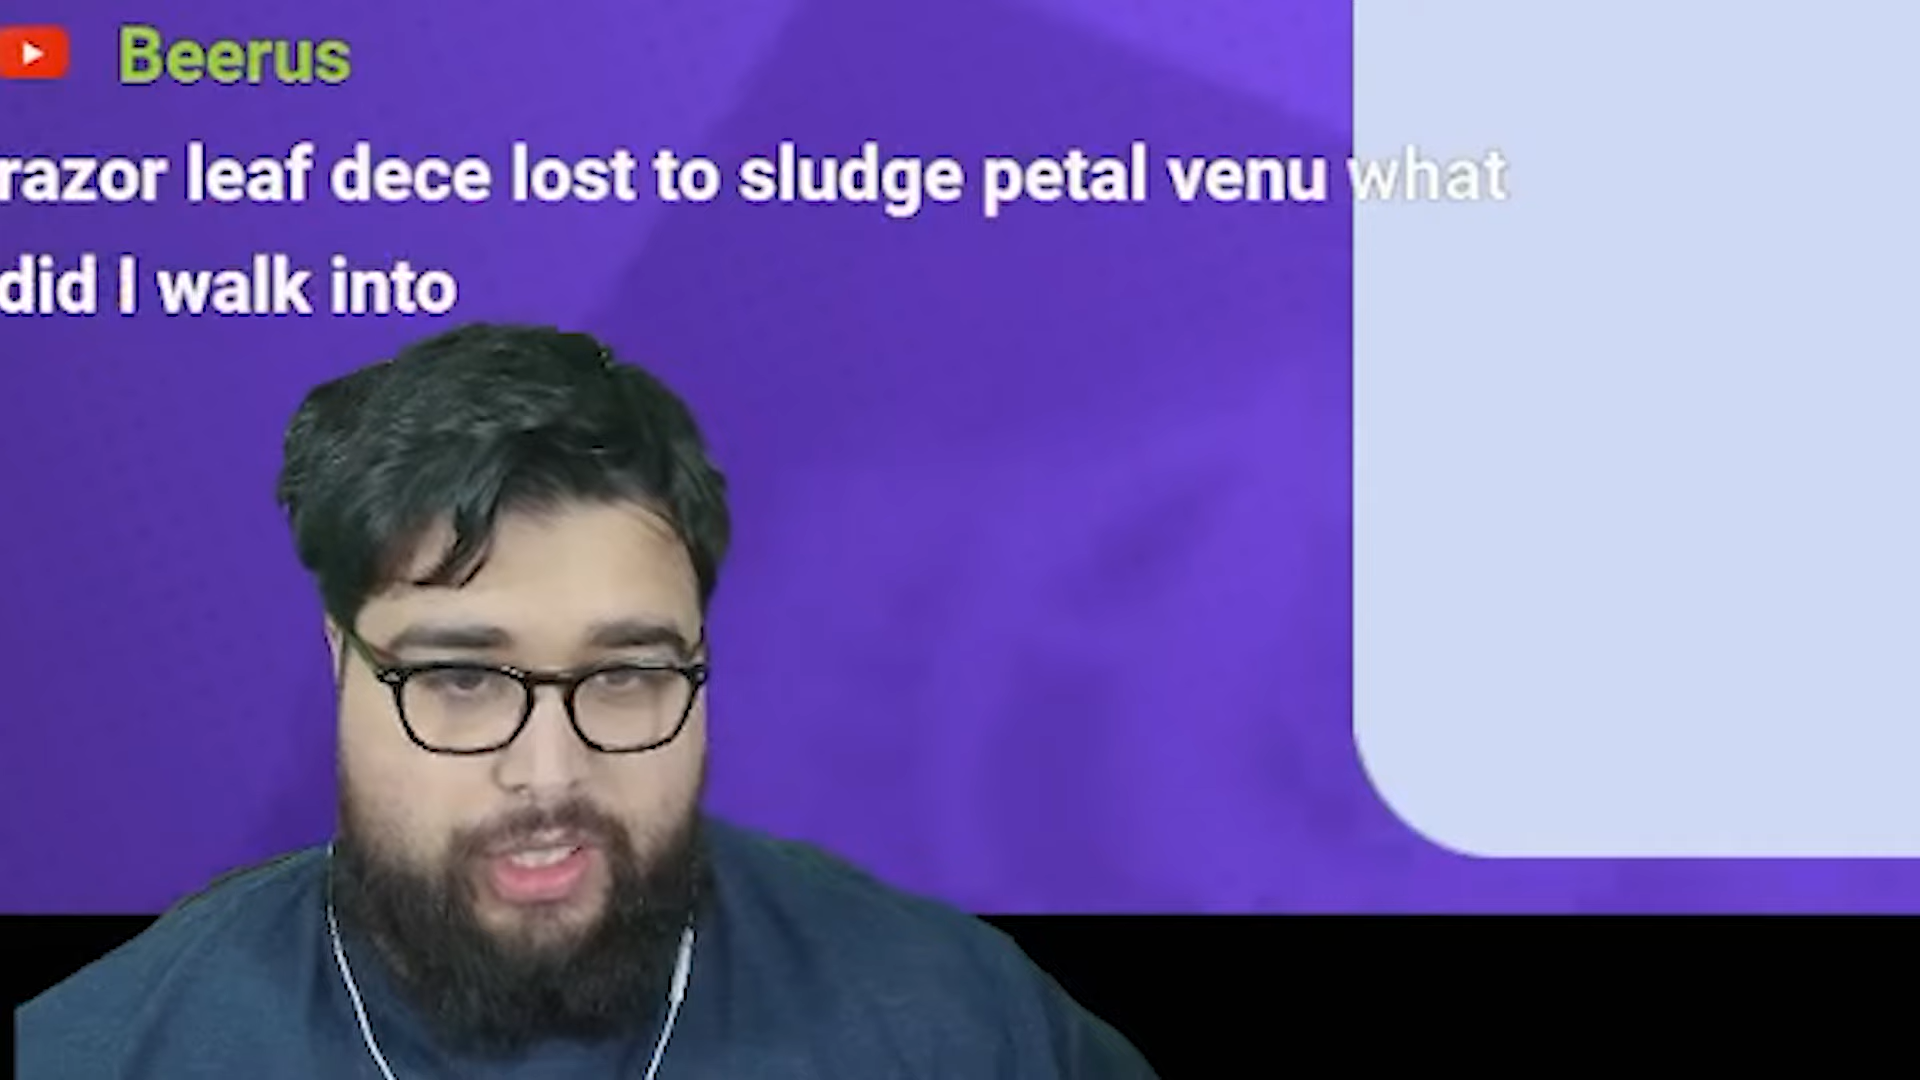 Beerus
razor leaf dece lost to sludge petal venu what
did I walk into